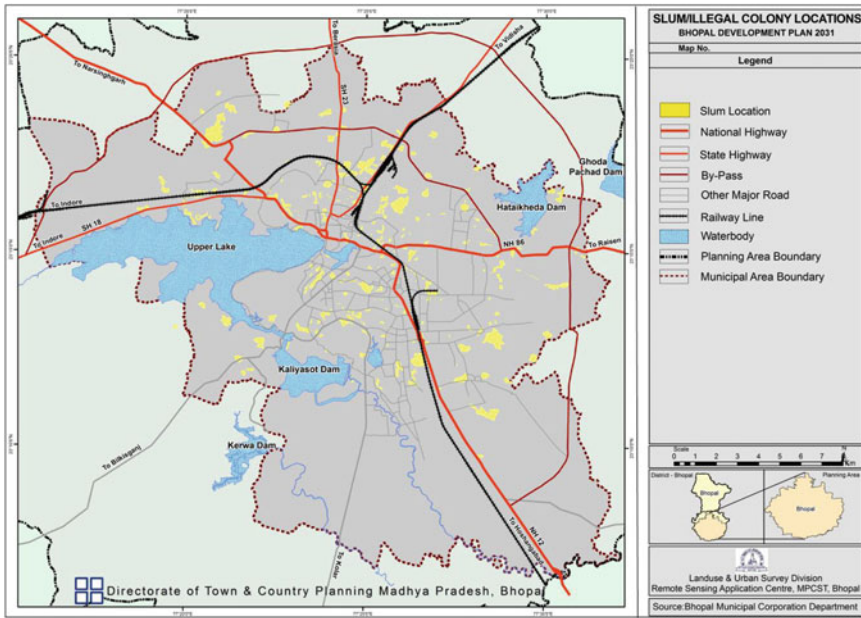 SLUM/ILLEGAL COLONY LOCATIONS
BHOPAL DEVELOPMENT PLAN 2031
Map No.
Legend
Slum Location
National Highway
State Highway
By-Pass
Other Major Road
Railway Line
Waterbody
Planning Area Boundary
Municipal Area Boundary
To Narsinghgarh
To Berasia
SH 23
To Vidisha
Ghoda
Pachad Dam
Hataikheda Dam
To Indore
To Indore
SH 18
Upper Lake
NH 86
To Raisen
Kaliyasot Dam
Kerwa Dam
To Bilkisganj
To Kolar
To Hoshangabad
NH 12
Directorate of Town & Country Planning Madhya Pradesh, Bhopal
Scale
0 1 2 3 4 5 6 7
Km
N
District - Bhopal
Planning Area
Bhopal
Bhopal
Landuse & Urban Survey Division
Remote Sensing Application Centre, MPCST, Bhopal
Source:Bhopal Municipal Corporation Department